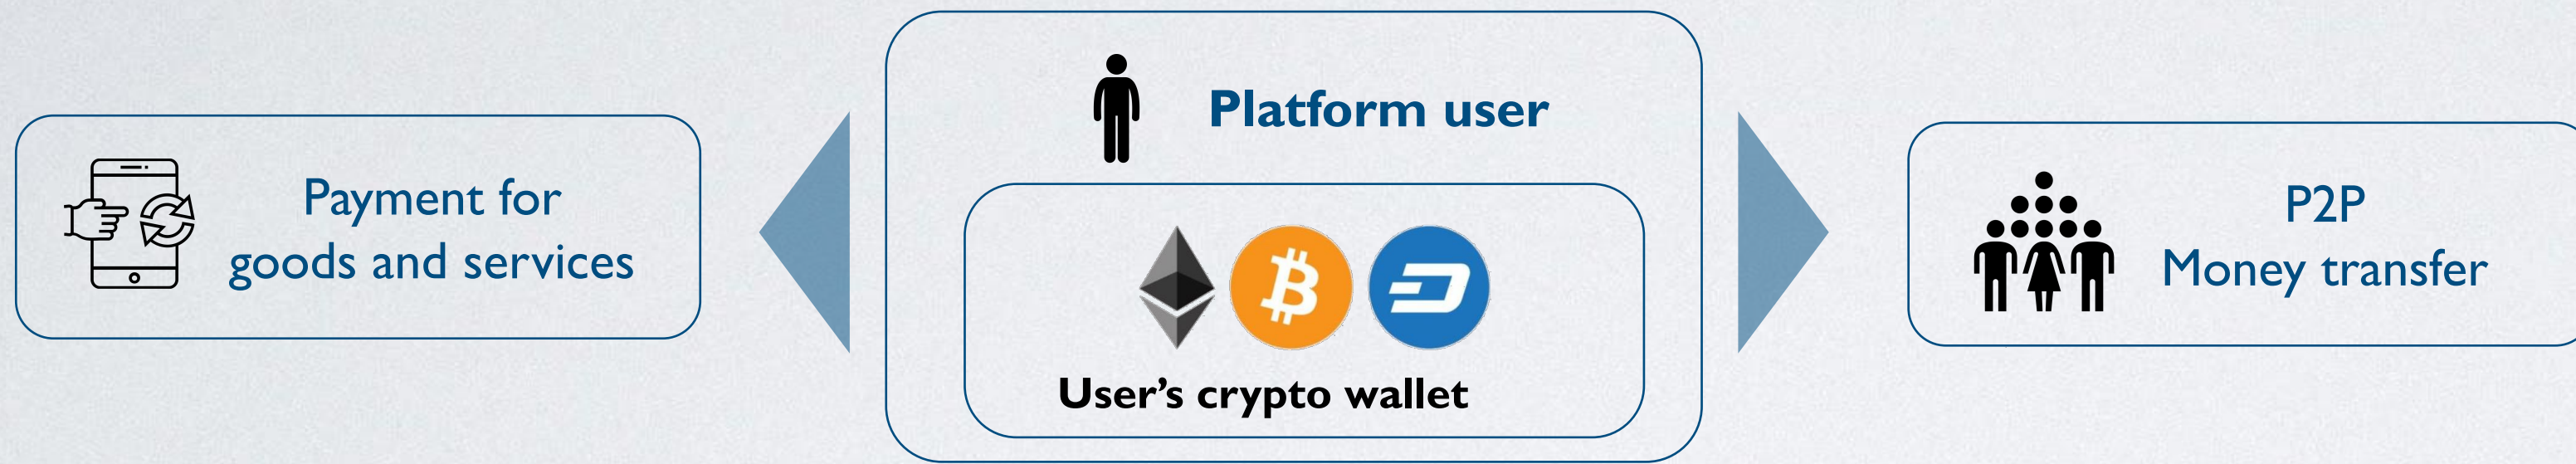 Payment for
goods and services
Platform user
User’s crypto wallet
P2P
Money transfer